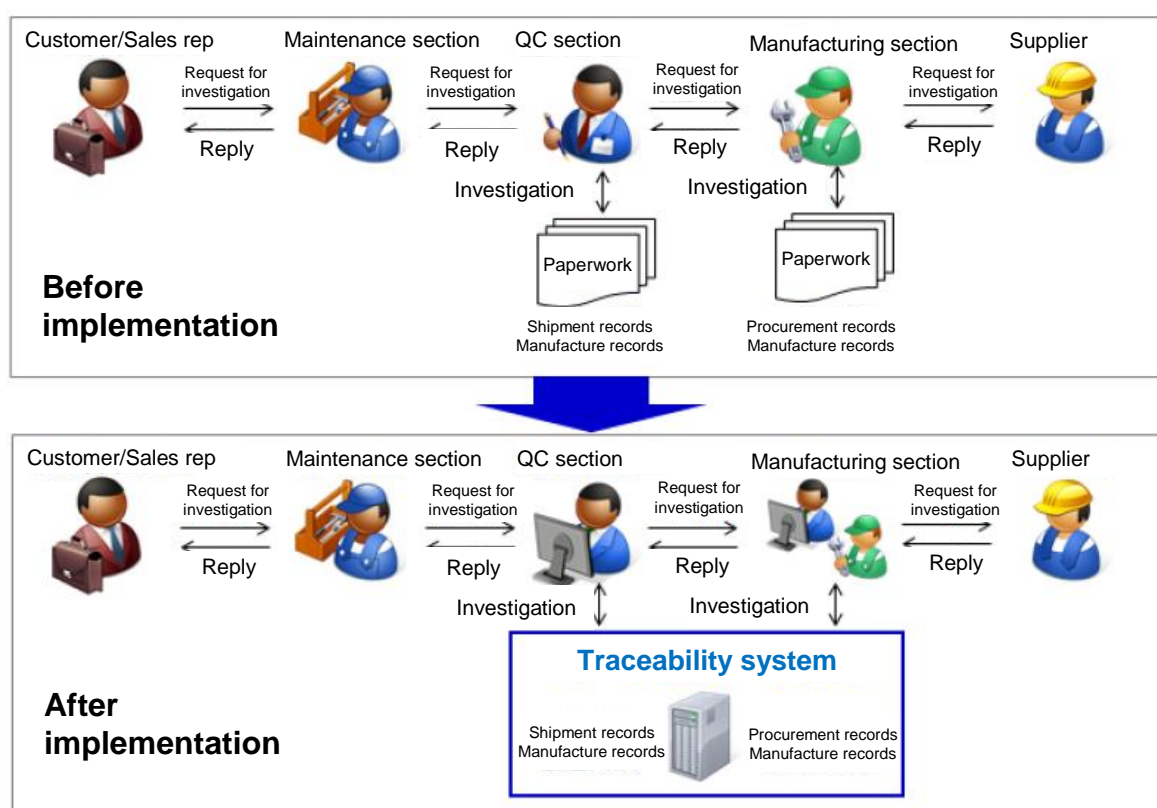 Customer/Sales rep
Maintenance section
QC section
Manufacturing section
Supplier
Request for
investigation
Reply
Request for
investigation
Reply
Request for
investigation
Reply
Request for
investigation
Reply
Investigation
Investigation
Paperwork
Paperwork
Before
implementation
Shipment records
Manufacture records
Procurement records
Manufacture records
Customer/Sales rep
Maintenance section
QC section
Manufacturing section
Supplier
Request for
investigation
Reply
Request for
investigation
Reply
Request for
investigation
Reply
Request for
investigation
Reply
Investigation
Investigation
Traceability system
After
implementation
Shipment records
Manufacture records
Procurement records
Manufacture records